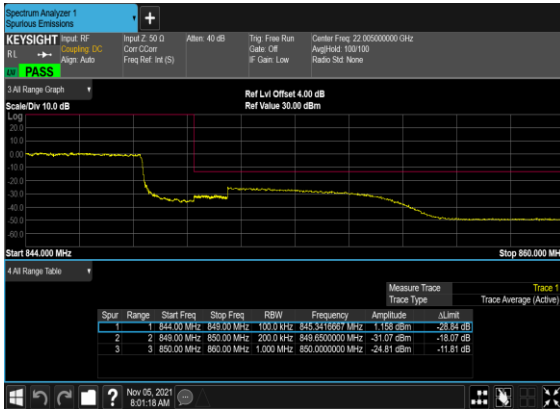 Spectrum Analyzer 1
Spurious Emissions
+
KEYSIGHT Input: RF Input Z: 50 Ω Atten: 40 dB Trig: Free Run Center Freq: 22.005000000 GHz
RL Coupling: DC Corr CCorr Gate: Off Avg|Hold: 100/100
Align: Auto Freq Ref: Int (S) IF Gain: Low Radio Std: None
PASS
3 All Range Graph
Ref Lvl Offset 4.00 dB
Scale/Div 10.0 dB Ref Value 30.00 dBm
Log
20.0
10.0
0.00
-10.0
-20.0
-30.0
-40.0
-50.0
-60.0
Start 844.000 MHz Stop 860.000 MH
4 All Range Table
Measure Trace Trace 1
Trace Type Trace Average (Active)
Spur Range Start Freq Stop Freq RBW Frequency Amplitude ΔLimit
1 1 844.00 MHz 849.00 MHz 100.0 kHz 845.3416667 MHz 1.158 dBm -28.84 dB
2 2 849.00 MHz 850.00 MHz 200.0 kHz 849.6500000 MHz -31.07 dBm -18.07 dB
3 3 850.00 MHz 860.00 MHz 1.000 MHz 850.0000000 MHz -24.81 dBm -11.81 dB
? Nov 05, 2021
8:01:18 AM